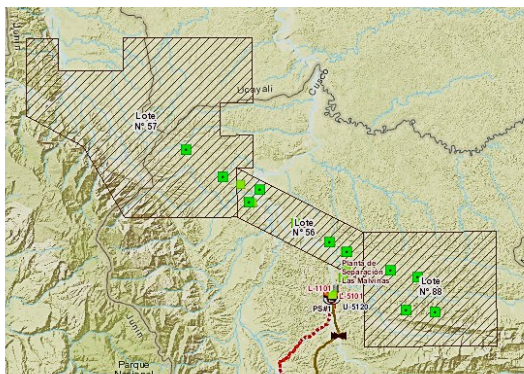 Junín
Ucayali
Cusco
Lote
N° 57
Lote
N° 56
Planta de
Separación
Las Malvinas
Lote
N° 88
L-1101
L-5101
PS#1
U-5120
Parque
Nacional